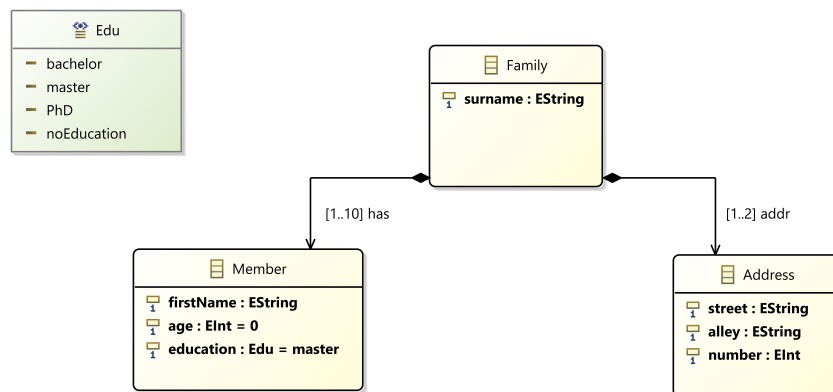 Edu
bachelor
master
PhD
noEducation
Family
surname : EString
[1..10] has
[1..2] addr
Member
firstName : EString
age : EInt = 0
education : Edu = master
Address
street : EString
alley : EString
number : EInt